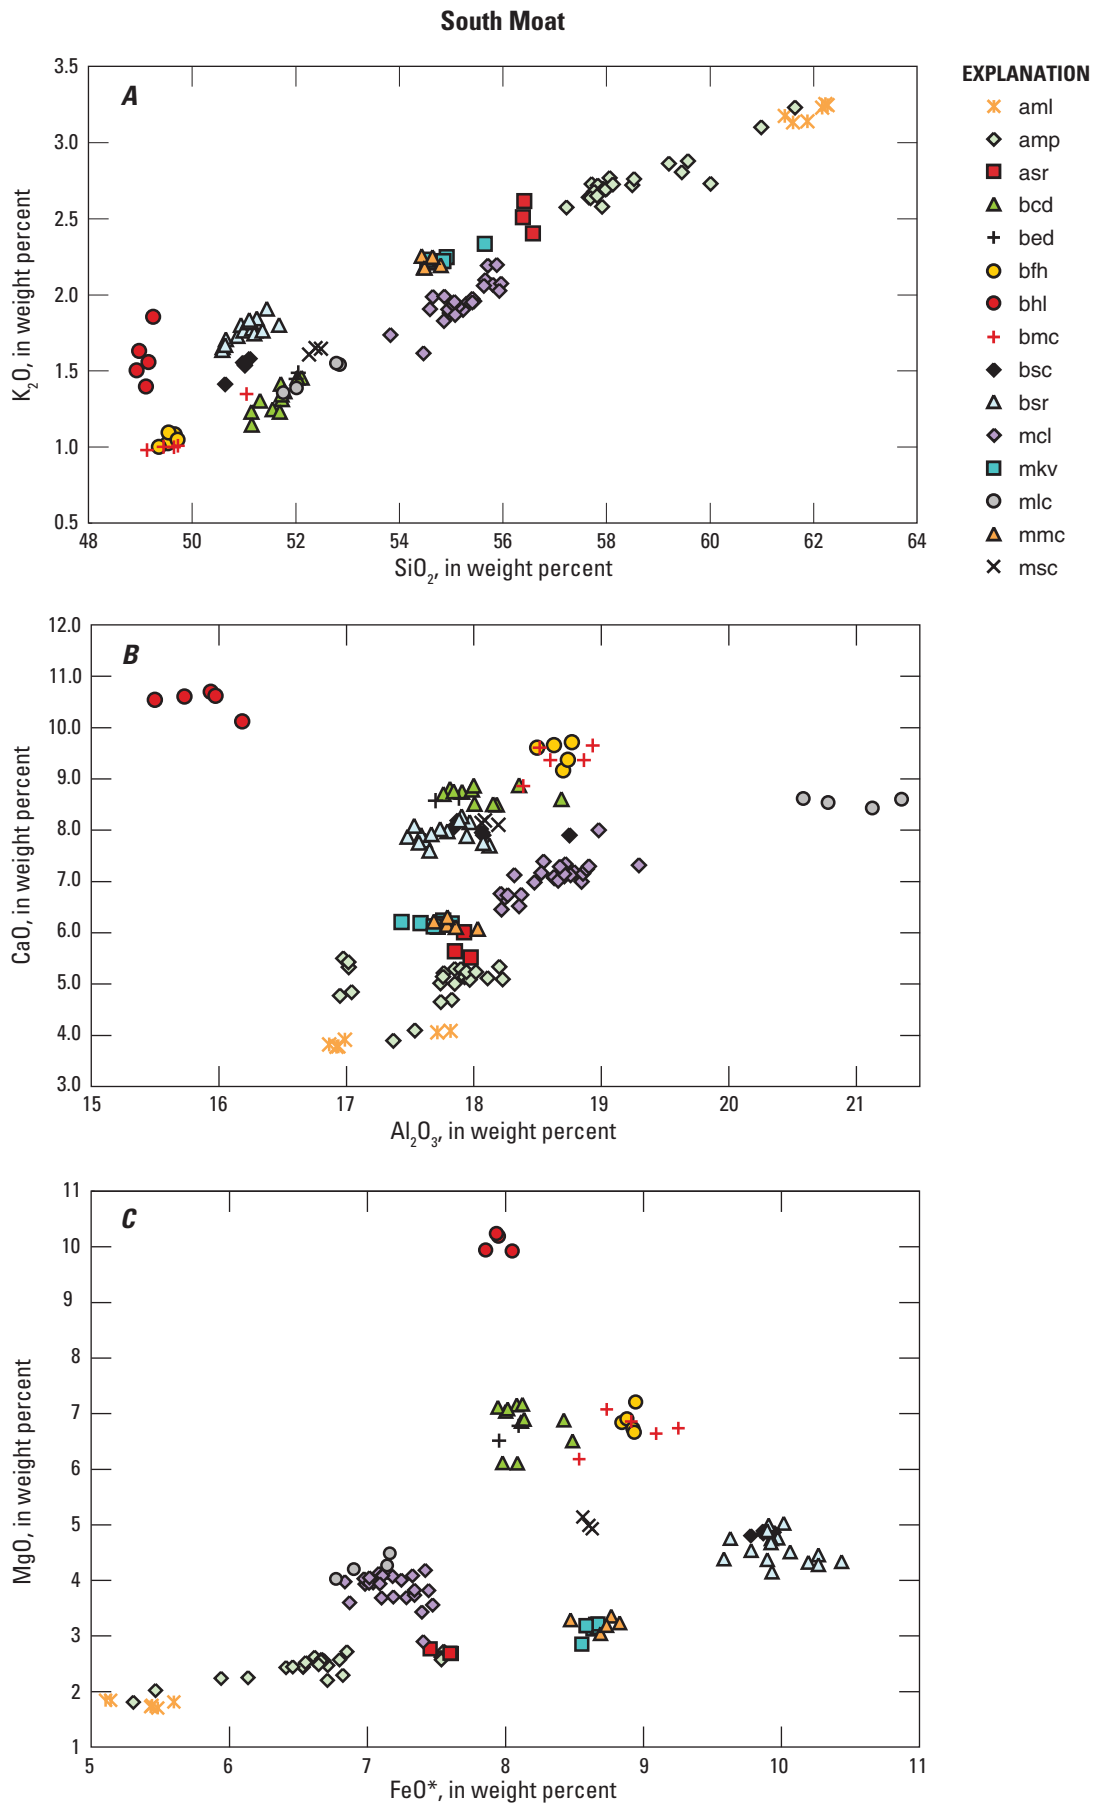 South Moat
A
3.5
3.0
2.5
2.0
1.5
1.0
0.5
K2O, in weight percent
48 50 52 54 56 58 60 62 64
SiO2, in weight percent
EXPLANATION
aml
amp
asr
bcd
bed
bfh
bhl
bmc
bsc
bsr
mcl
mkv
mlc
mmc
msc
B
12.0
11.0
10.0
9.0
8.0
7.0
6.0
5.0
4.0
3.0
CaO, in weight percent
15 16 17 18 19 20 21
Al2O3, in weight percent
C
11
10
9
8
7
6
5
4
3
2
1
MgO, in weight percent
5 6 7 8 9 10 11
FeO*, in weight percent